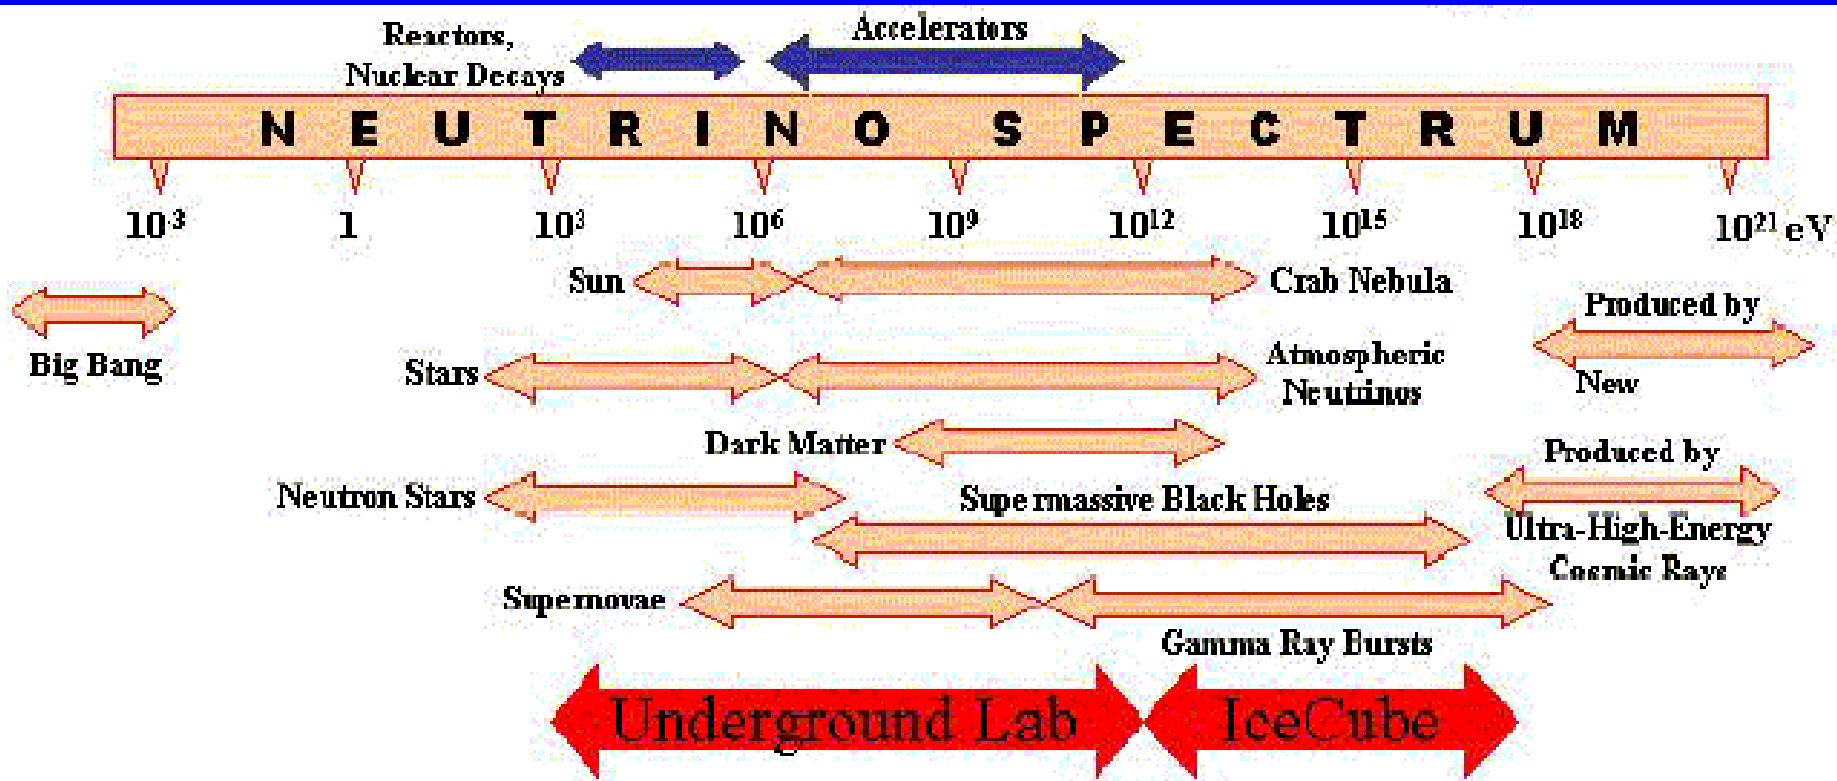 Reactors,
Nuclear Decays
Accelerators
NEUTRINO SPECTRUM
10⁻³ 1 10³ 10⁶ 10⁹ 10¹² 10¹⁵ 10¹⁸ 10²¹ eV
Sun
Crab Nebula
Big Bang
Produced by
New
Stars
Atmospheric
Neutrinos
Dark Matter
Neutron Stars
Supermassive Black Holes
Produced by
Ultra-High-Energy
Cosmic Rays
Supernovae
Gamma Ray Bursts
Underground Lab
IceCube